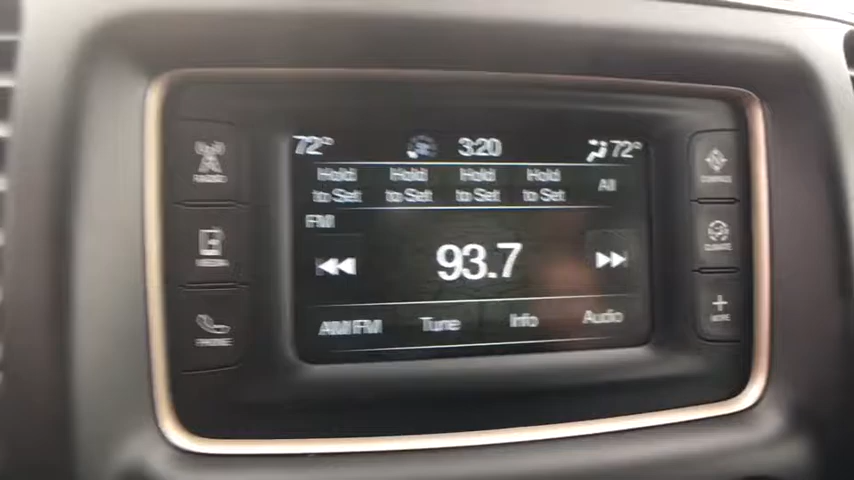 72° 3:20 72°
Hold to Set Hold to Set Hold to Set Hold to Set All
FM
93.7
AM/FM Tune Info Audio
RADIO
MEDIA
PHONE
COMPASS
CLIMATE
MORE